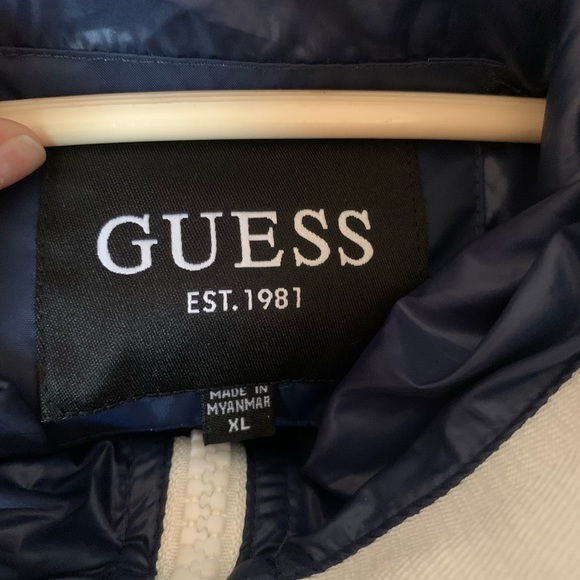 GUESS
EST. 1981
MADE IN
MYANMAR
XL